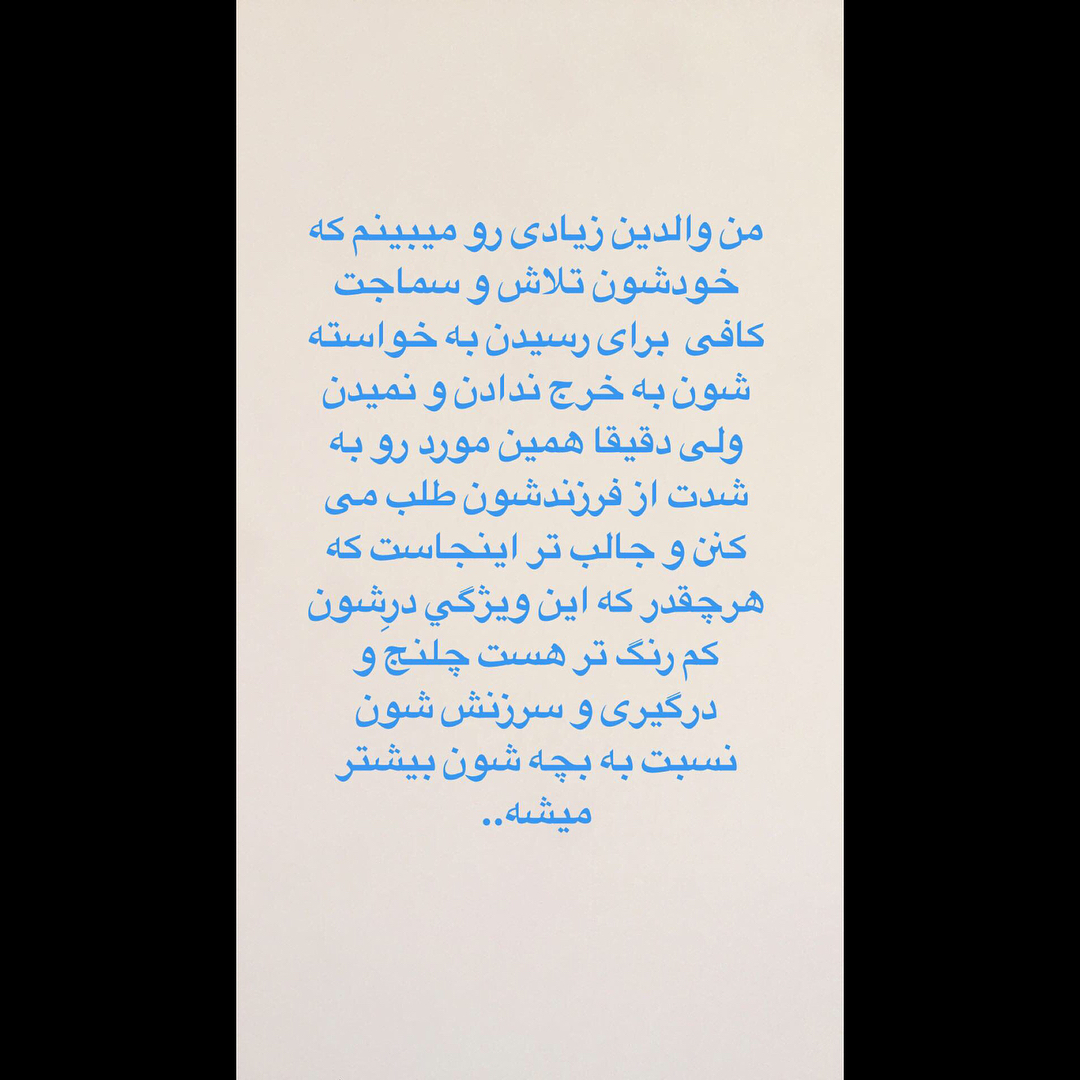 من والدین زیادی رو میبینم که
خودشون تلاش و سماجت
کافی برای رسیدن به خواسته
شون به خرج ندادن و نمیدن
ولی دقیقا همین مورد رو به
شدت از فرزندشون طلب می
کنن و جالب تر اینجاست که
هرچقدر که این ویژگي درشون
کم رنگ تر هست چلنجِ و
درگیری و سرزنش شون
نسبت به بچه شون بیشتر
میشه..